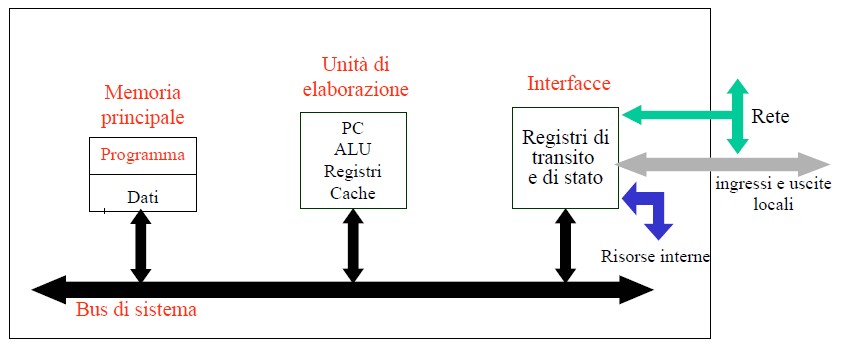 Memoria
principale
Programma
Dati
Unità di
elaborazione
PC
ALU
Registri
Cache
Interfacce
Registri di
transito
e di stato
Rete
ingressi e uscite
locali
Risorse interne
Bus di sistema